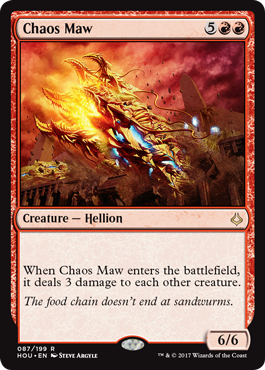 Chaos Maw 5
Creature — Hellion
When Chaos Maw enters the battlefield,
it deals 3 damage to each other creature.
The food chain doesn't end at sandwurms.
6/6
087/199 R
HOU • EN Steve Argyle ™ & © 2017 Wizards of the Coast